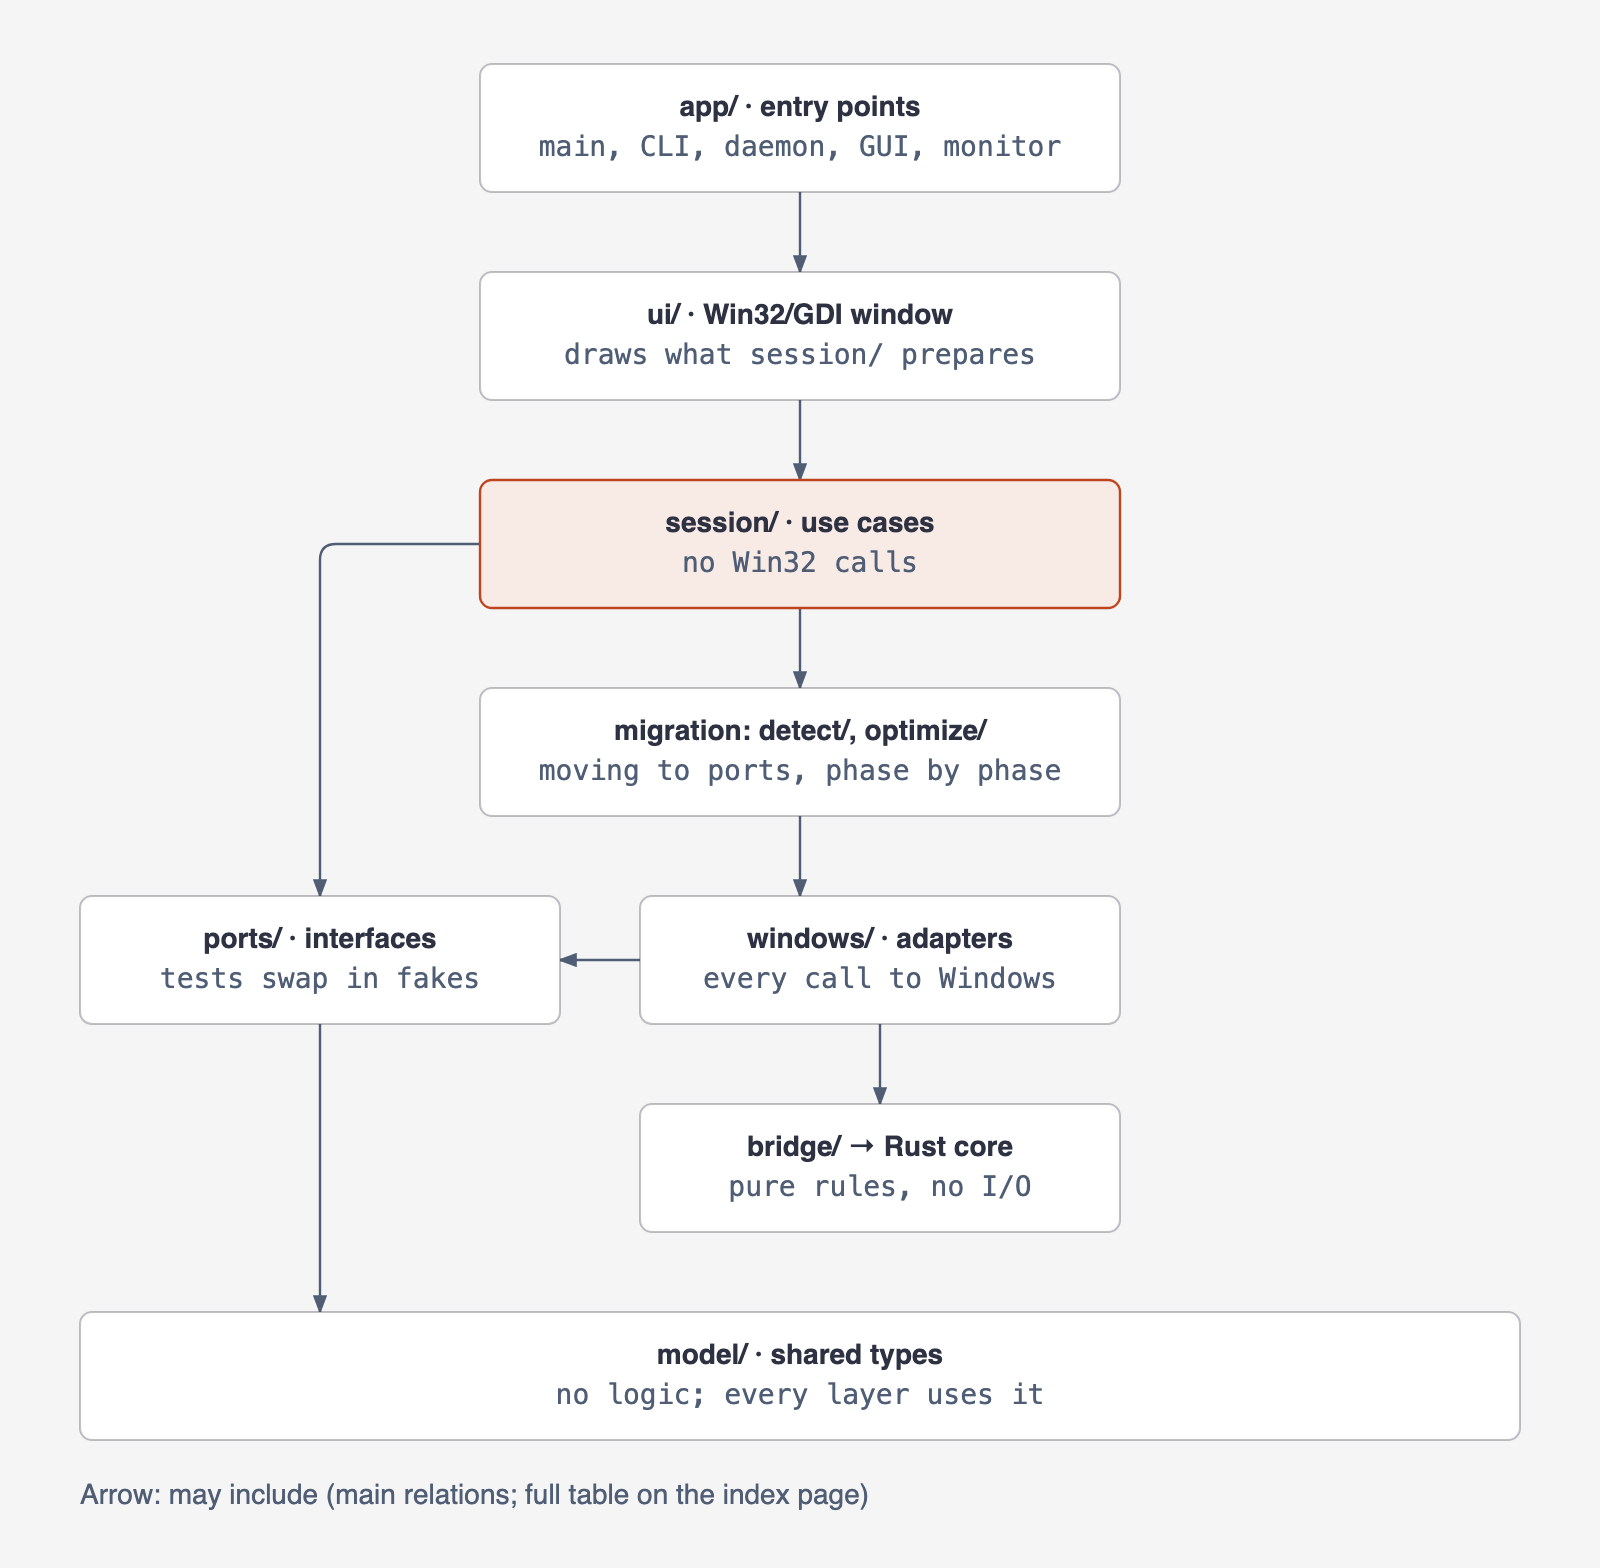 app/ · entry points
main, CLI, daemon, GUI, monitor
ui/ · Win32/GDI window
draws what session/ prepares
session/ · use cases
no Win32 calls
migration: detect/, optimize/
moving to ports, phase by phase
ports/ · interfaces
tests swap in fakes
windows/ · adapters
every call to Windows
bridge/ → Rust core
pure rules, no I/O
model/ · shared types
no logic; every layer uses it
Arrow: may include (main relations; full table on the index page)